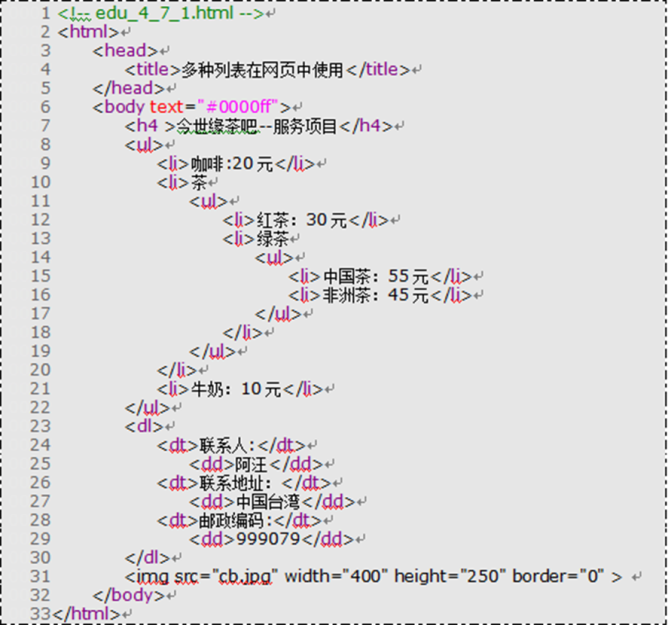 1 <!-- edu_4_7_1.html -->
2 <html>
3 <head>
4 <title>多种列表在网页中使用</title>
5 </head>
6 <body text="#0000ff">
7 <h4 >今世缘茶吧--服务项目</h4>
8 <ul>
9 <li>咖啡:20元</li>
10 <li>茶
11 <ul>
12 <li>红茶：30元</li>
13 <li>绿茶
14 <ul>
15 <li>中国茶：55元</li>
16 <li>非洲茶：45元</li>
17 </ul>
18 </li>
19 </ul>
20 </li>
21 <li>牛奶：10元</li>
22 </ul>
23 <dl>
24 <dt>联系人:</dt>
25 <dd>阿汪</dd>
26 <dt>联系地址：</dt>
27 <dd>中国台湾</dd>
28 <dt>邮政编码:</dt>
29 <dd>999079</dd>
30 </dl>
31 <img src="cb.jpg" width="400" height="250" border="0" >
32 </body>
33 </html>